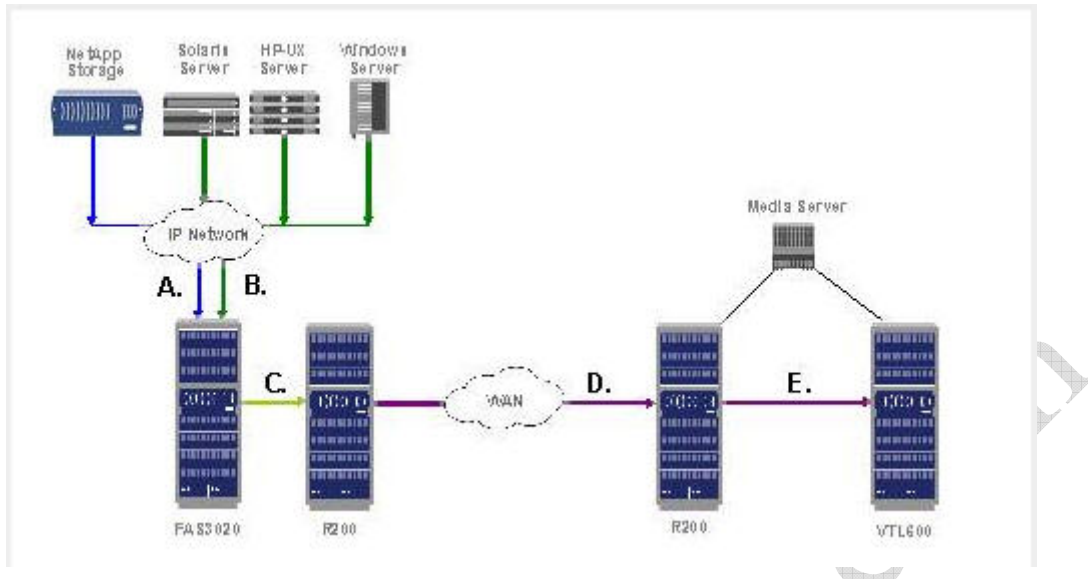 NetApp
Storage
Solaris
Server
HP-UX
Server
Windows
Server
IP Network
Media Server
A.
B.
C.
WAN
D.
E.
FAS3020
R200
R200
VTL600